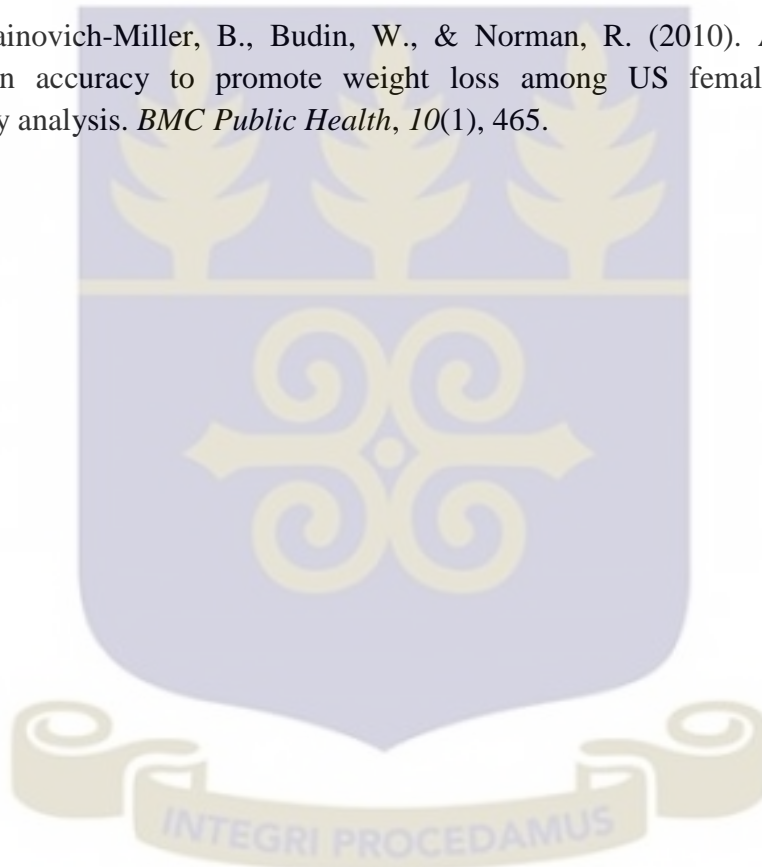 ainovich-Miller, B., Budin, W., & Norman, R. (2010).
n accuracy to promote weight loss among US femal
y analysis. BMC Public Health, 10(1), 465.
INTEGRI PROCEDAMUS